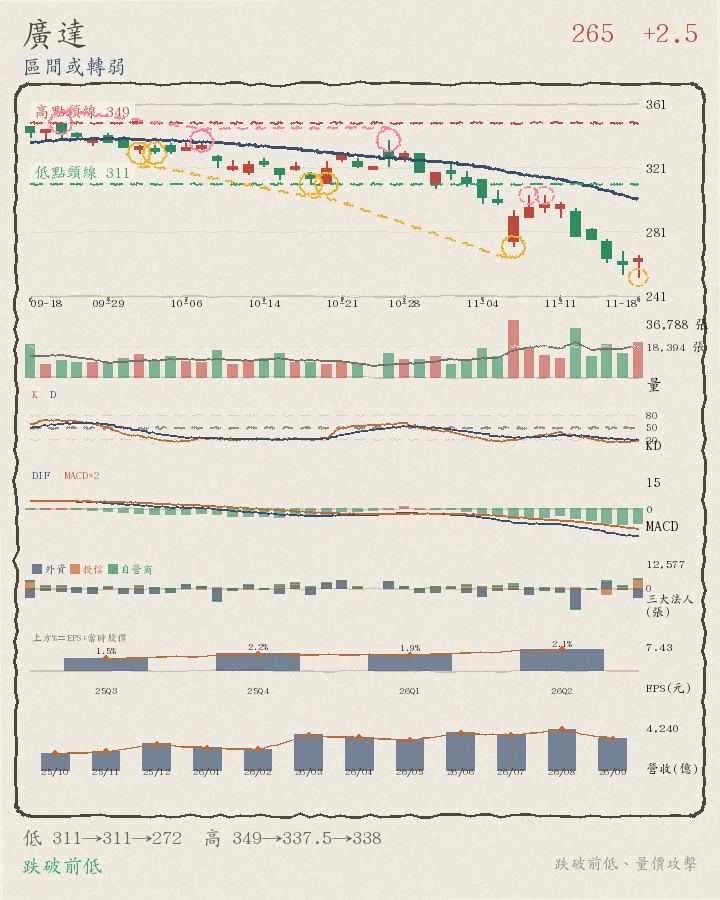 廣達
265 +2.5
區間或轉弱
高點頸線 349
361
低點頸線 311
321
281
241
09-18 09-29 10-06 10-14 10-21 10-28 11-04 11-11 11-18
36,788 張
18,394 張
量
K D
80
50
20
KD
DIF MACD×2
15
0
MACD
外資 投信 自營商
12,577
0
三大法人
(張)
上方%=EPS÷當時股價
1.5% 2.2% 1.9% 2.1%
7.43
25Q3 25Q4 26Q1 26Q2
EPS(元)
4,240
25/10 25/11 25/12 26/01 26/02 26/03 26/04 26/05 26/06 26/07 26/08 26/09
營收(億)
低 311→311→272 高 349→337.5→338
跌破前低
跌破前低、量價攻擊